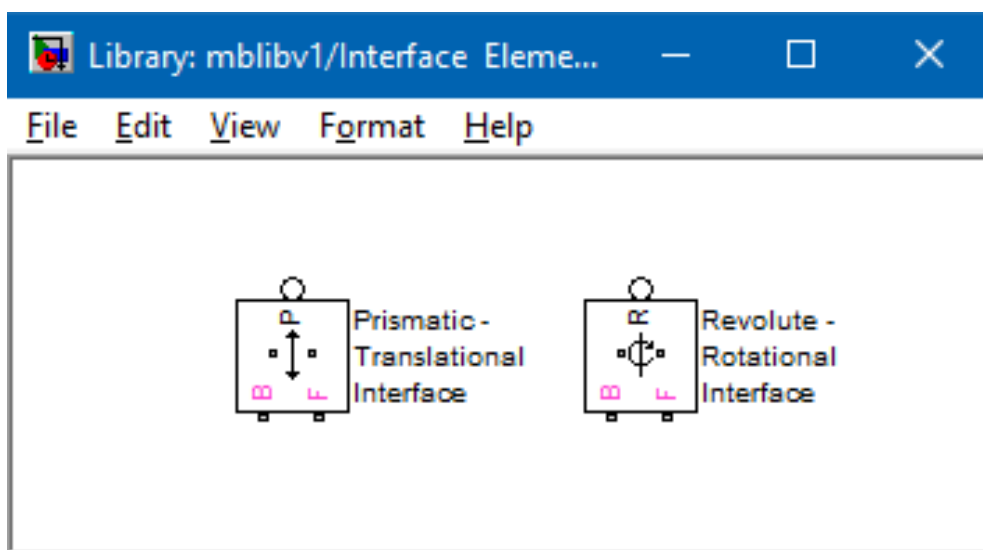 Library: mblibv1/Interface Eleme...
File Edit View Format Help
P
B F
Prismatic -
Translational
Interface
R
B F
Revolute -
Rotational
Interface